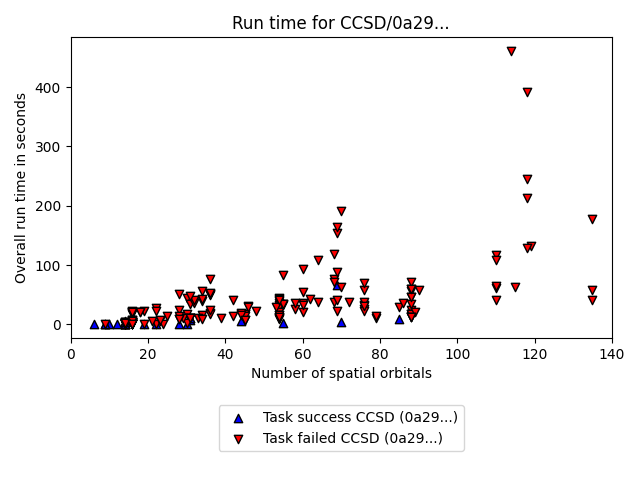 Run time for CCSD/0a29...
400
300
200
100
0
Overall run time in seconds
0 20 40 60 80 100 120 140
Number of spatial orbitals
Task success CCSD (0a29...)
Task failed CCSD (0a29...)